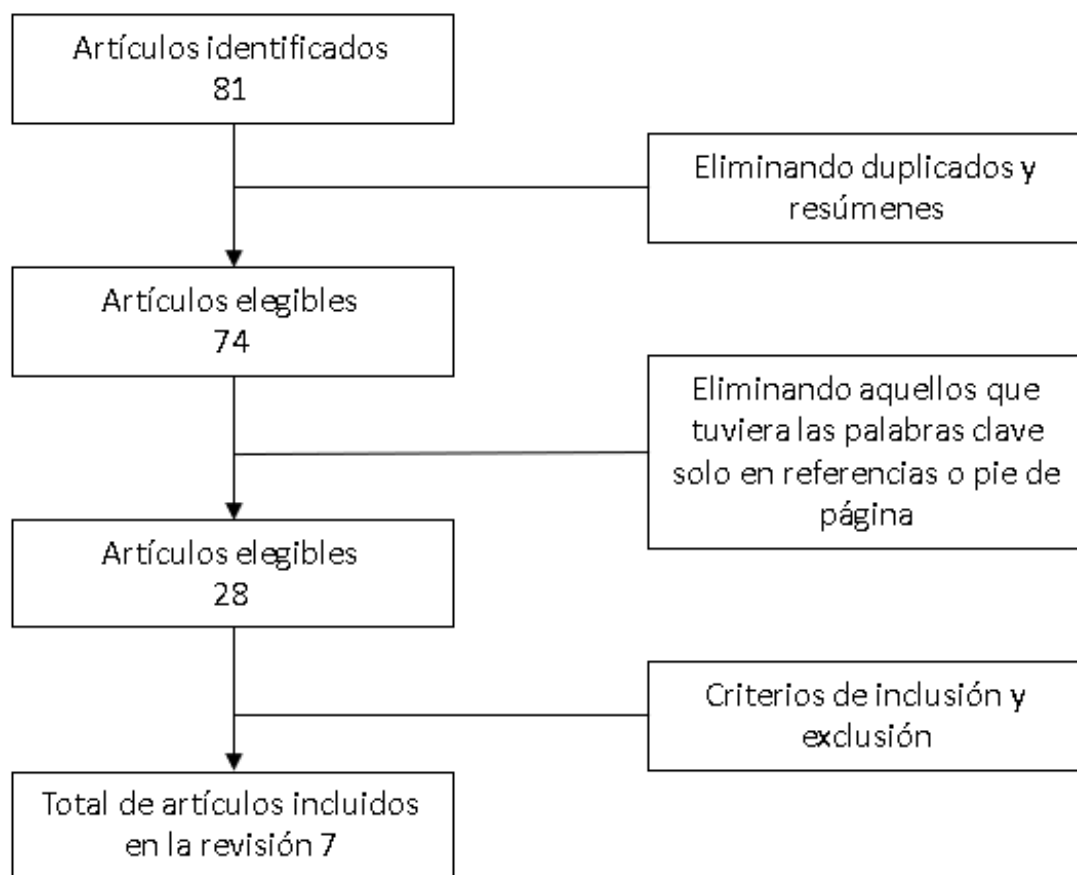 Artículos identificados
81
Eliminando duplicados y
resúmenes
Artículos elegibles
74
Eliminando aquellos que
tuviera las palabras clave
solo en referencias o pie de
página
Artículos elegibles
28
Criterios de inclusión y
exclusión
Total de artículos incluidos
en la revisión 7